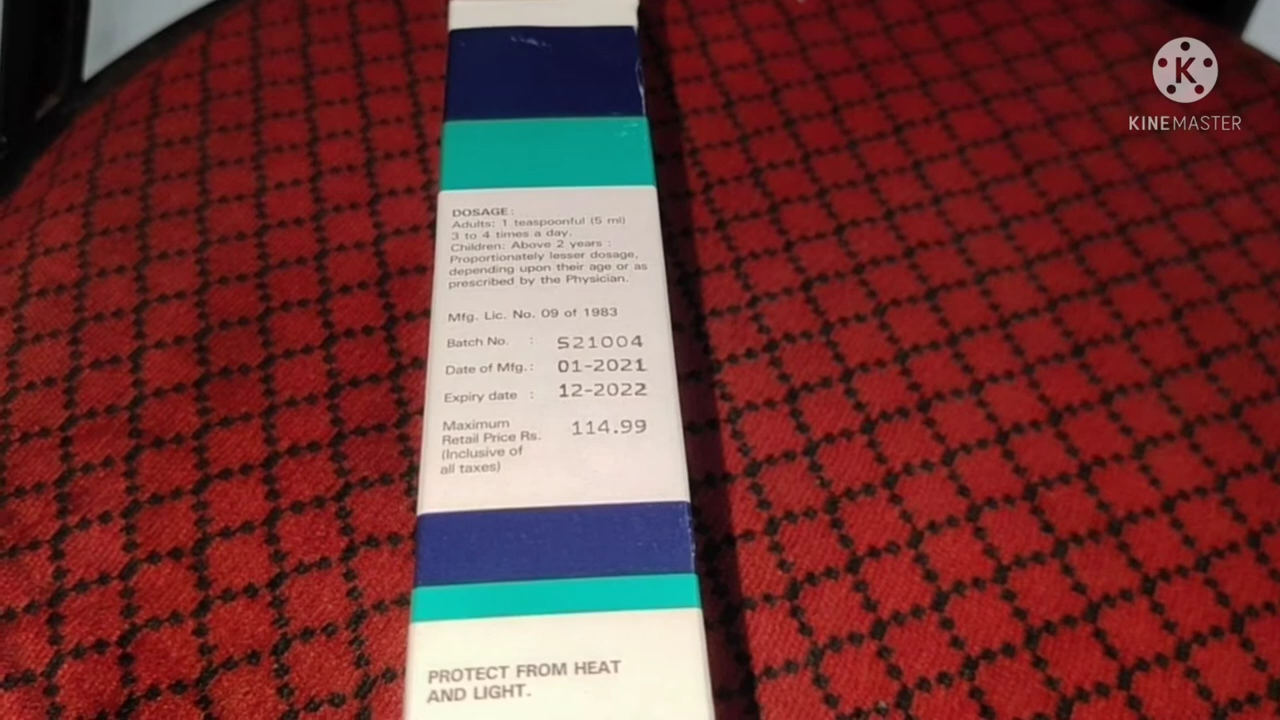 K
KINEMASTER
DOSAGE:
Adults: 1 teaspoonful (5 ml)
3 to 4 times a day.
Children: Above 2 years :
Proportionately lesser dosage,
depending upon their age or as
prescribed by the Physician.
Mfg. Lic. No. 09 of 1983
Batch No. : S21004
Date of Mfg.: 01-2021
Expiry date : 12-2022
Maximum
Retail Price Rs. 114.99
(Inclusive of
all taxes)
PROTECT FROM HEAT
AND LIGHT.